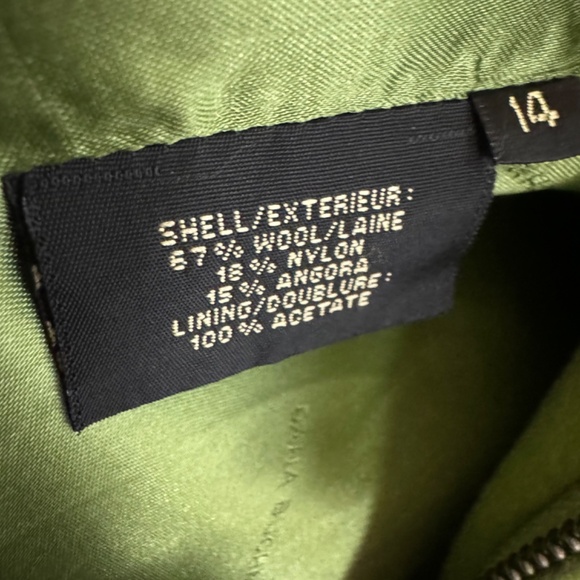 14
SHELL/EXTERIEUR:
67% WOOL/LAINE
18% NYLON
15% ANGORA
LINING/DOUBLURE:
100% ACETATE